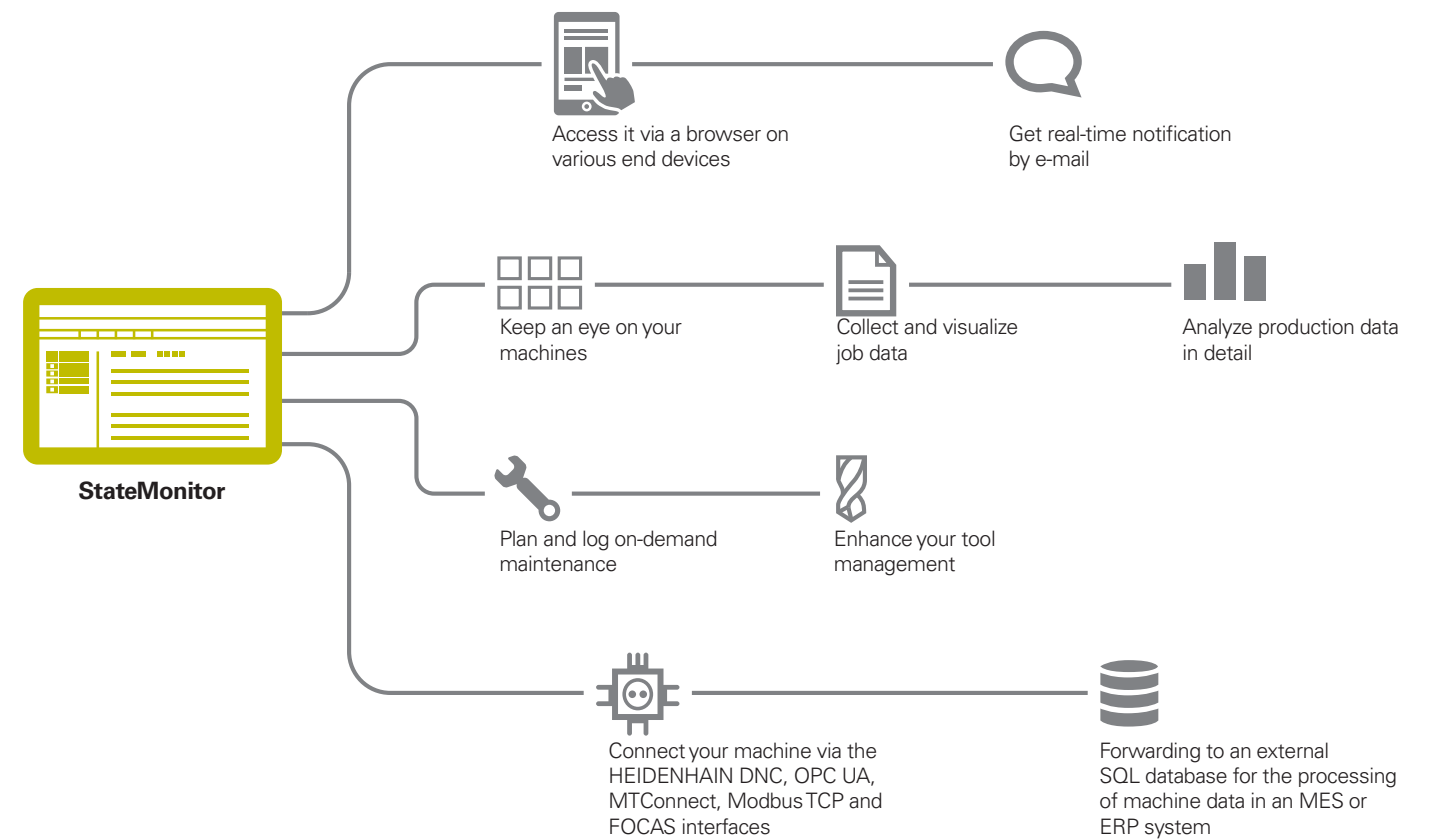 Access it via a browser on
various end devices
Get real-time notification
by e-mail
Keep an eye on your
machines
Collect and visualize
job data
Analyze production data
in detail
StateMonitor
Plan and log on-demand
maintenance
Enhance your tool
management
Connect your machine via the
HEIDENHAIN DNC, OPC UA,
MTConnect, Modbus TCP and
FOCAS interfaces
Forwarding to an external
SQL database for the processing
of machine data in an MES or
ERP system